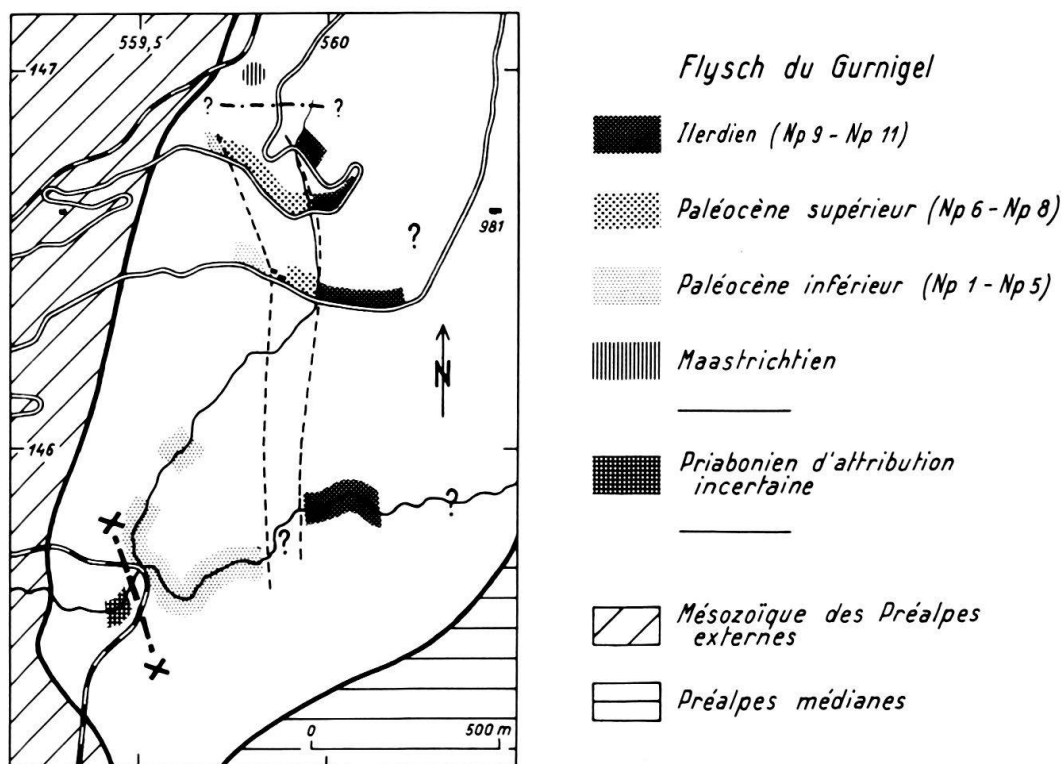 559,5
560
147
?
?
981
?
N
146
?
?
0
500 m
Flysch du Gurnigel
Ilerdien (Np 9 - Np 11)
Paléocène supérieur (Np 6 - Np 8)
Paléocène inférieur (Np 1 - Np 5)
Maastrichtien
Priabonien d'attribution
incertaine
Mésozoïque des Préalpes
externes
Préalpes médianes